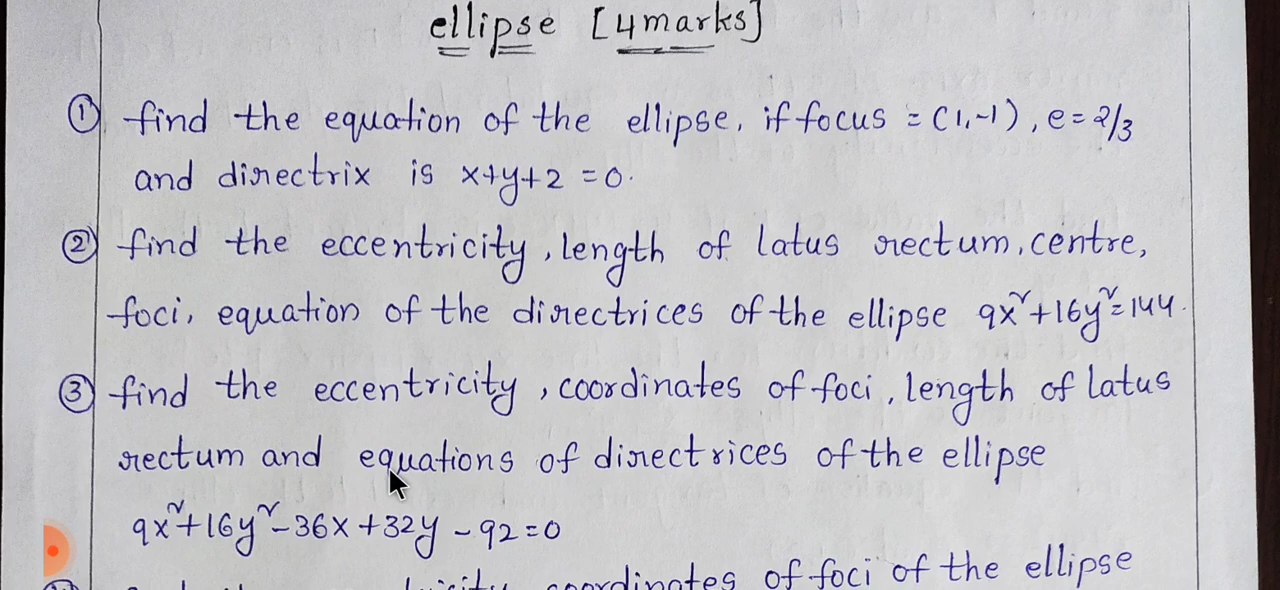 ellipse [4marks]
① find the equation of the ellipse, if focus = (1,-1), e = 2/3
and directrix is x+y+2 = 0.
② find the eccentricity, length of latus rectum, centre,
foci, equation of the directrices of the ellipse 9x²+16y²=144.
③ find the eccentricity, coordinates of foci, length of latus
rectum and equations of directrices of the ellipse
9x²+16y²-36x+32y-92=0
coordinates of foci of the ellipse